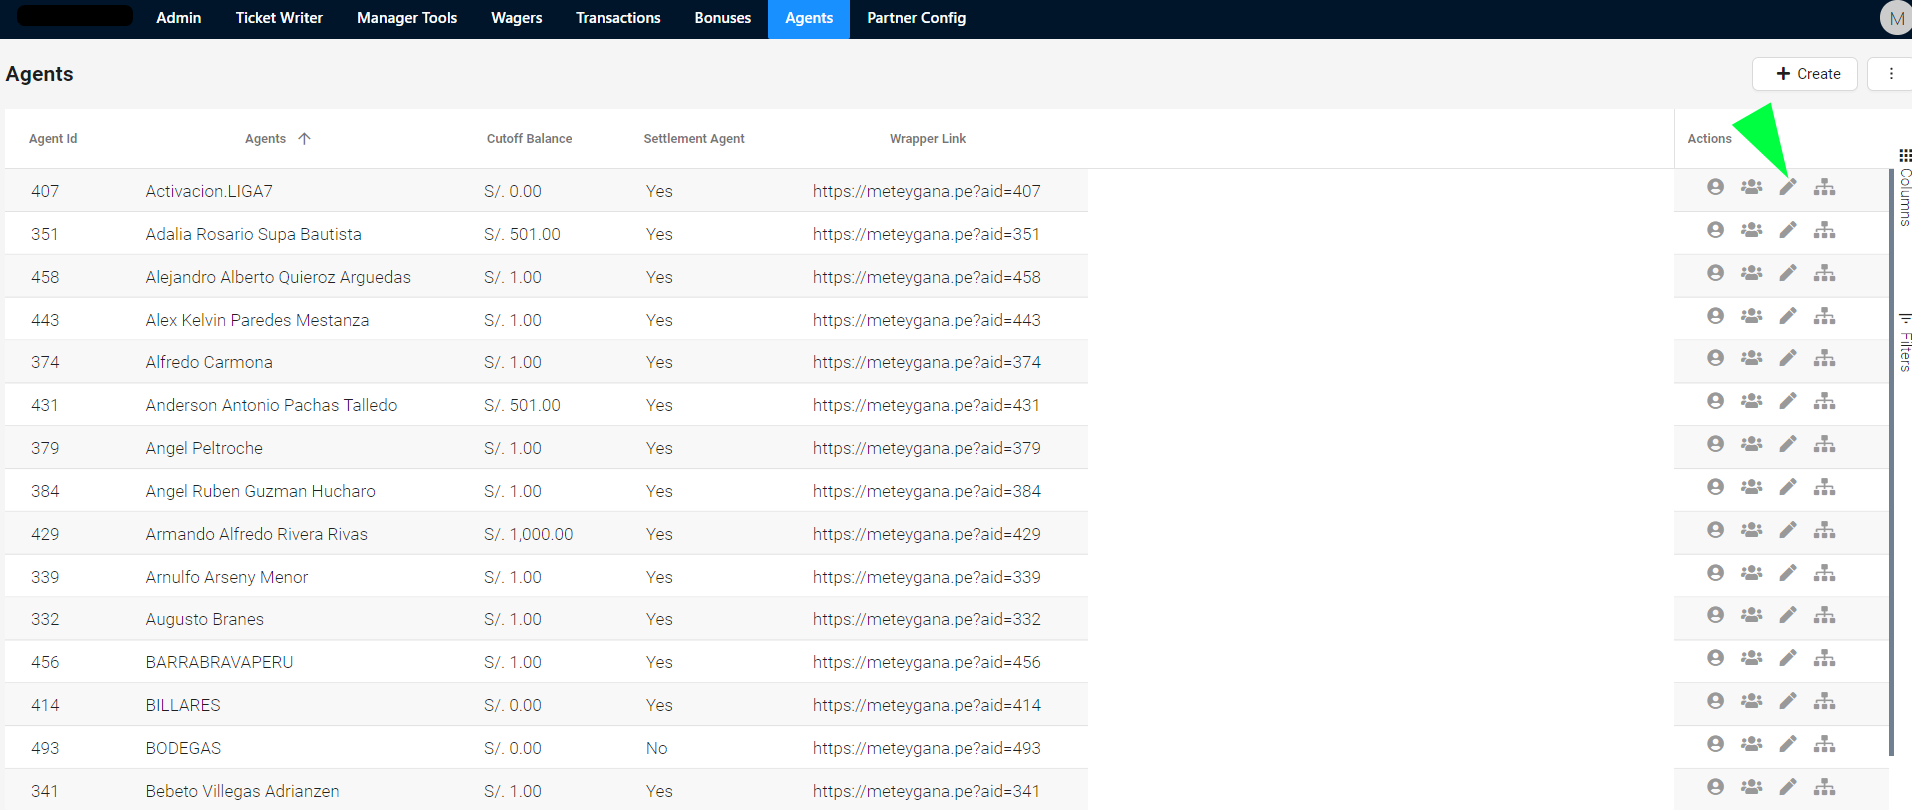 Admin Ticket Writer Manager Tools Wagers Transactions Bonuses Agents Partner Config M
Agents
Create
Agent Id Agents Cutoff Balance Settlement Agent Wrapper Link Actions
407 Activacion.LIGA7 S/. 0.00 Yes https://meteygana.pe?aid=407
351 Adalia Rosario Supa Bautista S/. 501.00 Yes https://meteygana.pe?aid=351
458 Alejandro Alberto Quieroz Arguedas S/. 1.00 Yes https://meteygana.pe?aid=458
443 Alex Kelvin Paredes Mestanza S/. 1.00 Yes https://meteygana.pe?aid=443
374 Alfredo Carmona S/. 1.00 Yes https://meteygana.pe?aid=374
431 Anderson Antonio Pachas Talledo S/. 501.00 Yes https://meteygana.pe?aid=431
379 Angel Peltroche S/. 1.00 Yes https://meteygana.pe?aid=379
384 Angel Ruben Guzman Hucharo S/. 1.00 Yes https://meteygana.pe?aid=384
429 Armando Alfredo Rivera Rivas S/. 1,000.00 Yes https://meteygana.pe?aid=429
339 Arnulfo Arseny Menor S/. 1.00 Yes https://meteygana.pe?aid=339
332 Augusto Branes S/. 1.00 Yes https://meteygana.pe?aid=332
456 BARRABRAVAPERU S/. 1.00 Yes https://meteygana.pe?aid=456
414 BILLARES S/. 0.00 Yes https://meteygana.pe?aid=414
493 BODEGAS S/. 0.00 No https://meteygana.pe?aid=493
341 Bebeto Villegas Adrianzen S/. 1.00 Yes https://meteygana.pe?aid=341
Columns
Filters